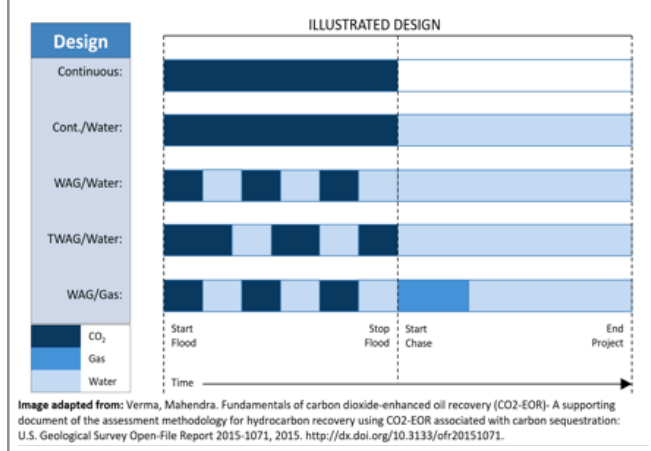 ILLUSTRATED DESIGN
Design
Continuous:
Cont./Water:
WAG/Water:
TWAG/Water:
WAG/Gas:
CO₂
Gas
Water
Start
Flood
Stop
Flood
Start
Chase
End
Project
Time
Image adapted from: Verma, Mahendra. Fundamentals of carbon dioxide-enhanced oil recovery (CO2-EOR)- A supporting
document of the assessment methodology for hydrocarbon recovery using CO2-EOR associated with carbon sequestration:
U.S. Geological Survey Open-File Report 2015-1071, 2015. http://dx.doi.org/10.3133/ofr20151071.